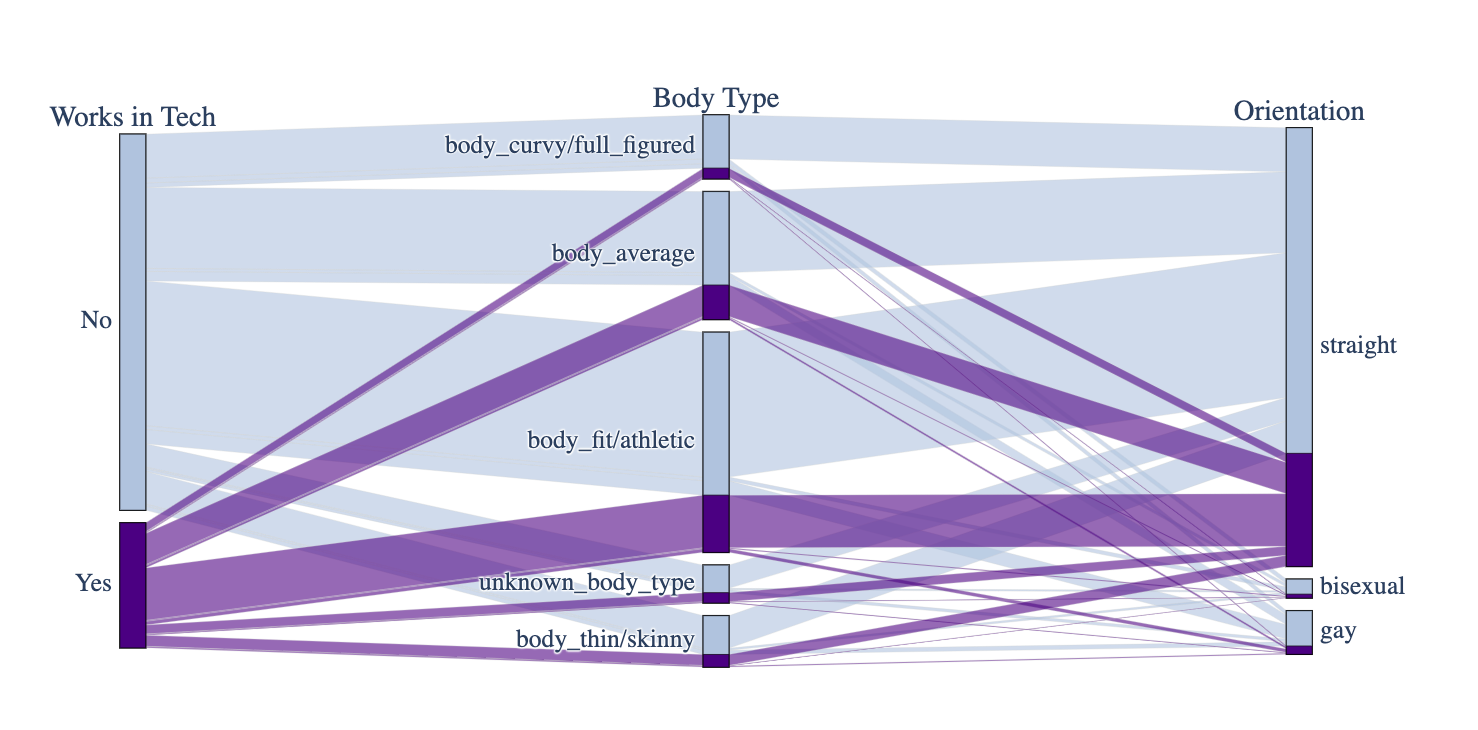 Works in Tech
Body Type
Orientation
body_curvy/full_figured
body_average
No
straight
body_fit/athletic
Yes
unknown_body_type
bisexual
body_thin/skinny
gay